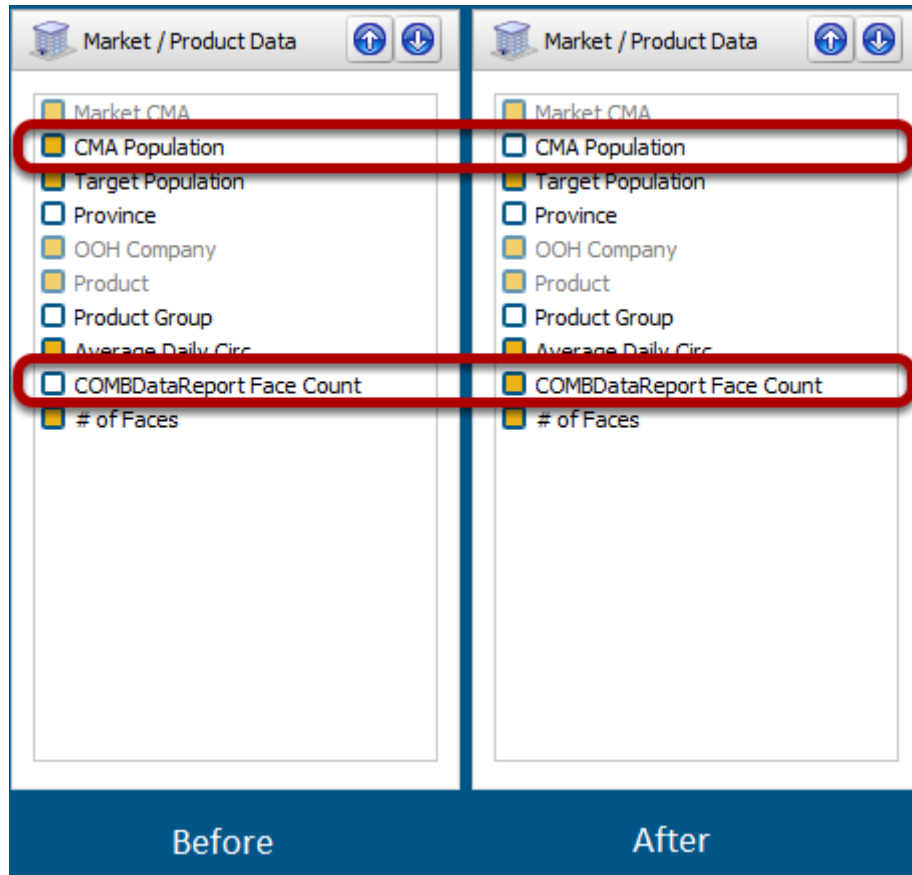 Market / Product Data
Market CMA
CMA Population
Target Population
Province
OOH Company
Product
Product Group
Average Daily Circ
COMBDataReport Face Count
# of Faces
Before
Market / Product Data
Market CMA
CMA Population
Target Population
Province
OOH Company
Product
Product Group
Average Daily Circ
COMBDataReport Face Count
# of Faces
After